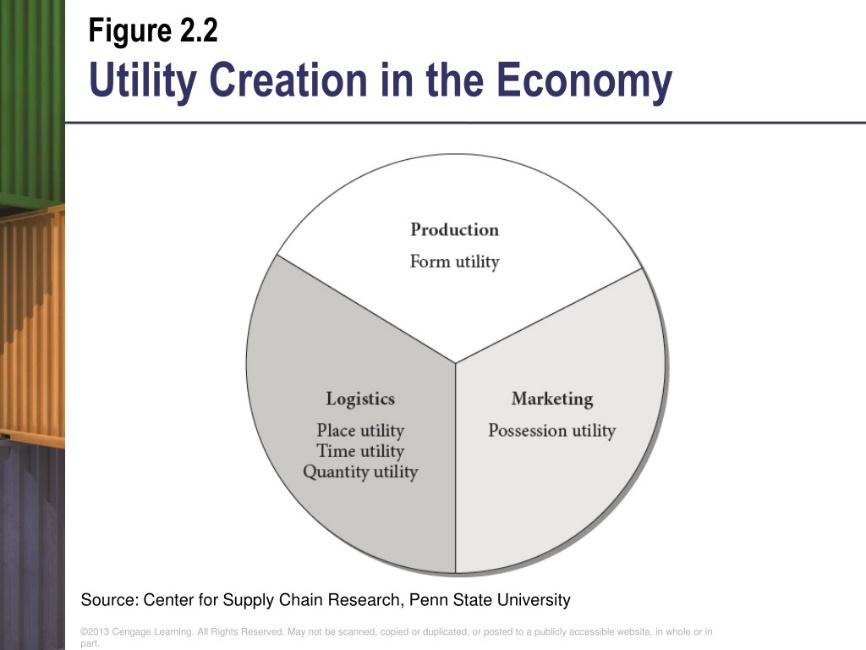 Figure 2.2
Utility Creation in the Economy
Production
Form utility
Logistics
Place utility
Time utility
Quantity utility
Marketing
Possession utility
Source: Center for Supply Chain Research, Penn State University
©2013 Cengage Learning. All Rights Reserved. May not be scanned, copied or duplicated, or posted to a publicly accessible website, in whole or in
part.